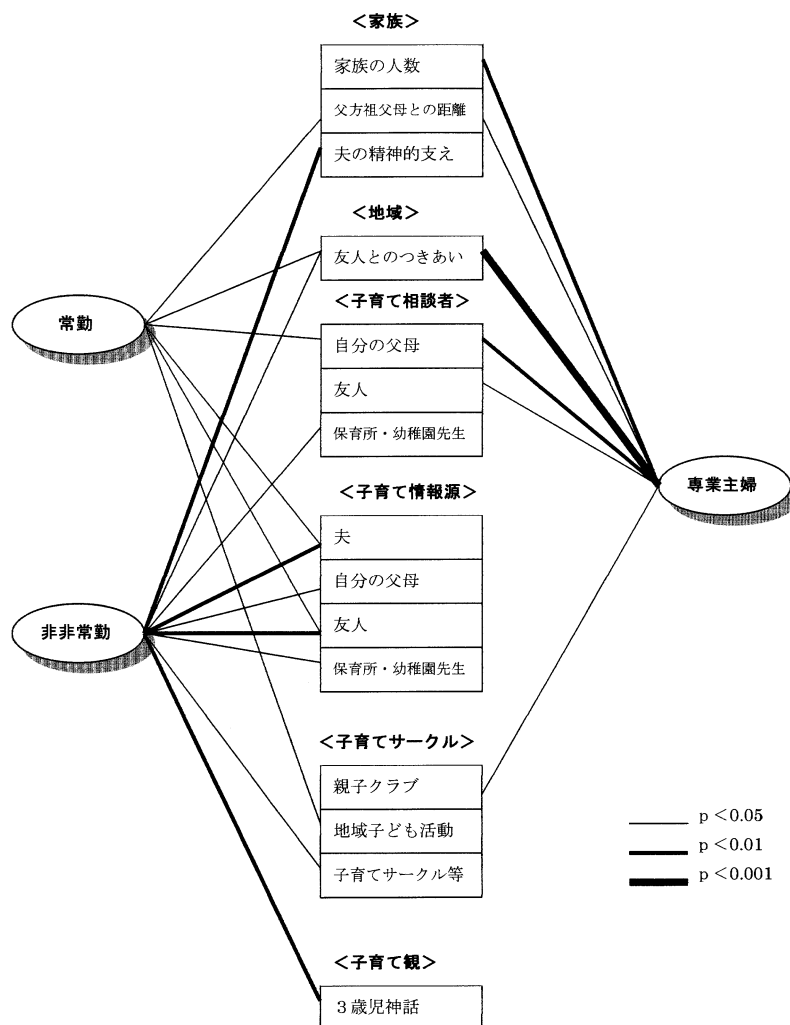 ＜家族＞
家族の人数
父方祖父母との距離
夫の精神的支え
＜地域＞
友人とのつきあい
＜子育て相談者＞
自分の父母
友人
保育所・幼稚園先生
＜子育て情報源＞
夫
自分の父母
友人
保育所・幼稚園先生
＜子育てサークル＞
親子クラブ
地域子ども活動
子育てサークル等
＜子育て観＞
３歳児神話
常勤
非非常勤
専業主婦
p＜0.05
p＜0.01
p＜0.001